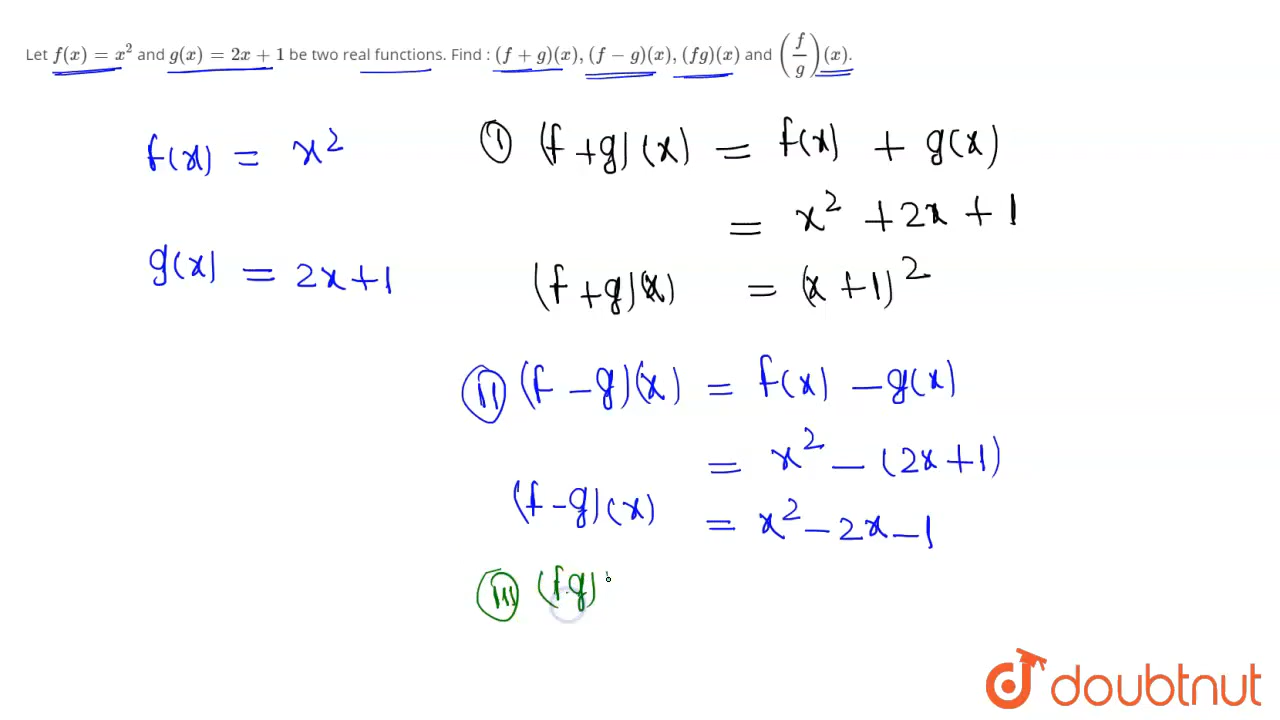 Let f(x) = x² and g(x) = 2x + 1 be two real functions. Find : (f + g)(x), (f − g)(x), (fg)(x) and (f/g)(x).
f(x) = x²
g(x) = 2x+1
(I) (f+g)(x) = f(x) + g(x)
= x² + 2x + 1
(f+g)(x) = (x+1)²
(II) (f−g)(x) = f(x) − g(x)
= x² − (2x+1)
(f−g)(x) = x² − 2x − 1
(III) (fg)
doubtnut